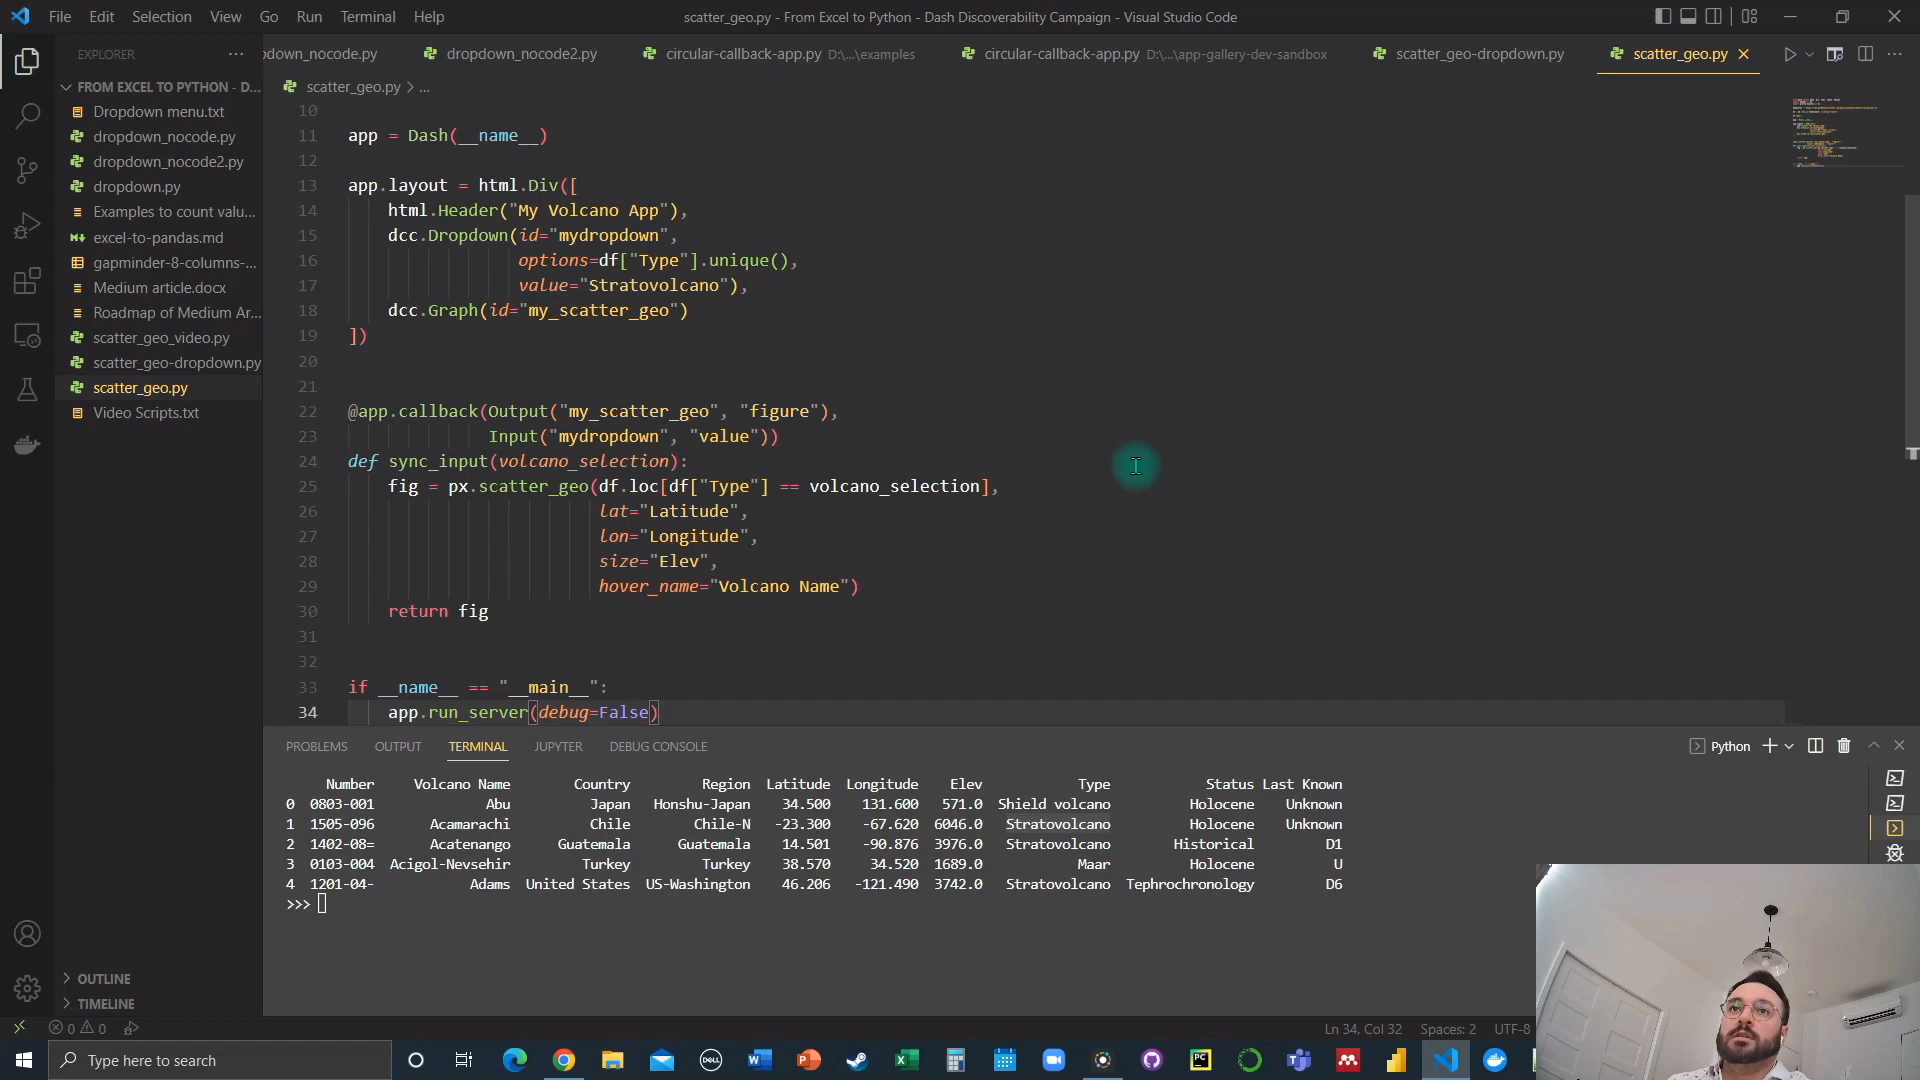 File Edit Selection View Go Run Terminal Help
scatter_geo.py - From Excel to Python - Dash Discoverability Campaign - Visual Studio Code
EXPLORER
pdown_nocode.py
dropdown_nocode2.py
circular-callback-app.py D:\...\examples
circular-callback-app.py D:\...\app-gallery-dev-sandbox
scatter_geo-dropdown.py
scatter_geo.py
FROM EXCEL TO PYTHON - D...
Dropdown menu.txt
dropdown_nocode.py
dropdown_nocode2.py
dropdown.py
Examples to count valu...
excel-to-pandas.md
gapminder-8-columns-...
Medium article.docx
Roadmap of Medium Ar...
scatter_geo_video.py
scatter_geo-dropdown.py
scatter_geo.py
Video Scripts.txt
OUTLINE
TIMELINE
scatter_geo.py > ...
10
11 app = Dash(__name__)
12
13 app.layout = html.Div([
14 html.Header("My Volcano App"),
15 dcc.Dropdown(id="mydropdown",
16 options=df["Type"].unique(),
17 value="Stratovolcano"),
18 dcc.Graph(id="my_scatter_geo")
19 ])
20
21
22 @app.callback(Output("my_scatter_geo", "figure"),
23 Input("mydropdown", "value"))
24 def sync_input(volcano_selection):
25 fig = px.scatter_geo(df.loc[df["Type"] == volcano_selection],
26 lat="Latitude",
27 lon="Longitude",
28 size="Elev",
29 hover_name="Volcano Name")
30 return fig
31
32
33 if __name__ == "__main__":
34 app.run_server(debug=False)
PROBLEMS OUTPUT TERMINAL JUPYTER DEBUG CONSOLE
Python
Number Volcano Name Country Region Latitude Longitude Elev Type Status Last Known
0 0803-001 Abu Japan Honshu-Japan 34.500 131.600 571.0 Shield volcano Holocene Unknown
1 1505-096 Acamarachi Chile Chile-N -23.300 -67.620 6046.0 Stratovolcano Holocene Unknown
2 1402-08= Acatenango Guatemala Guatemala 14.501 -90.876 3976.0 Stratovolcano Historical D1
3 0103-004 Acigol-Nevsehir Turkey Turkey 38.570 34.520 1689.0 Maar Holocene U
4 1201-04- Adams United States US-Washington 46.206 -121.490 3742.0 Stratovolcano Tephrochronology D6
>>>
0 0
Ln 34, Col 32 Spaces: 2 UTF-8
Type here to search